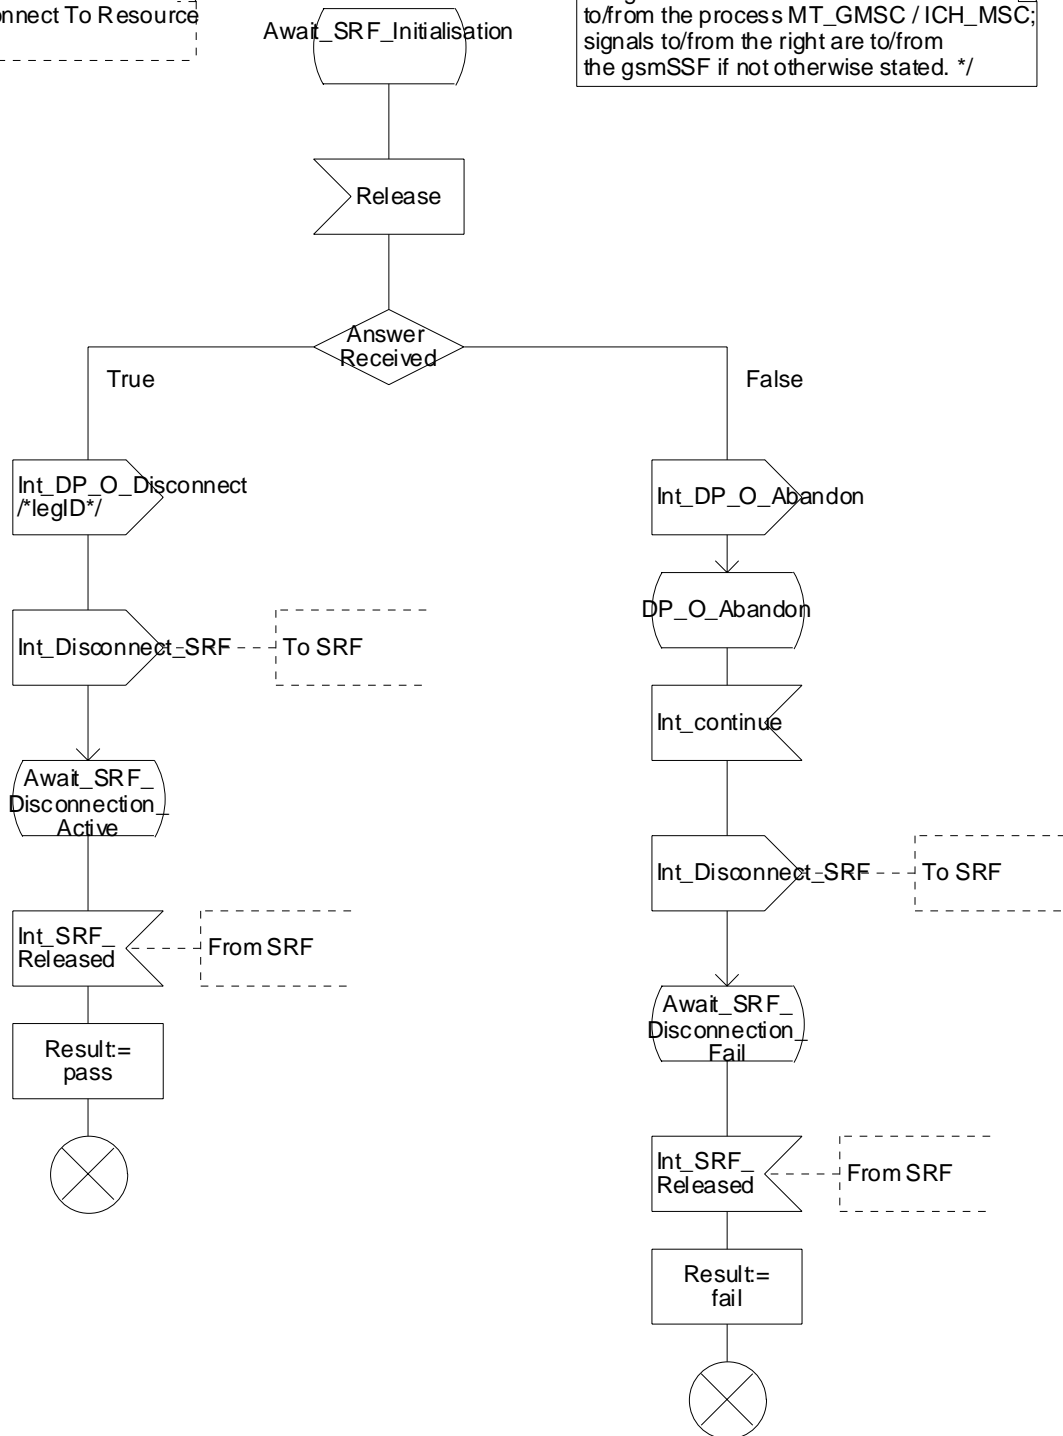 nnect To Resource
to/from the process MT_GMSC / ICH_MSC;
signals to/from the right are to/from
the gsmSSF if not otherwise stated. */
Await_SRF_Initialisation
Release
Answer
Received
True
False
Int_DP_O_Disconnect
/*legID*/
Int_DP_O_Abandon
DP_O_Abandon
Int_Disconnect_SRF
To SRF
Int_continue
Await_SRF_
Disconnection_
Active
Int_Disconnect_SRF
To SRF
Int_SRF_
Released
From SRF
Await_SRF_
Disconnection_
Fail
Result:=
pass
Int_SRF_
Released
From SRF
Result:=
fail